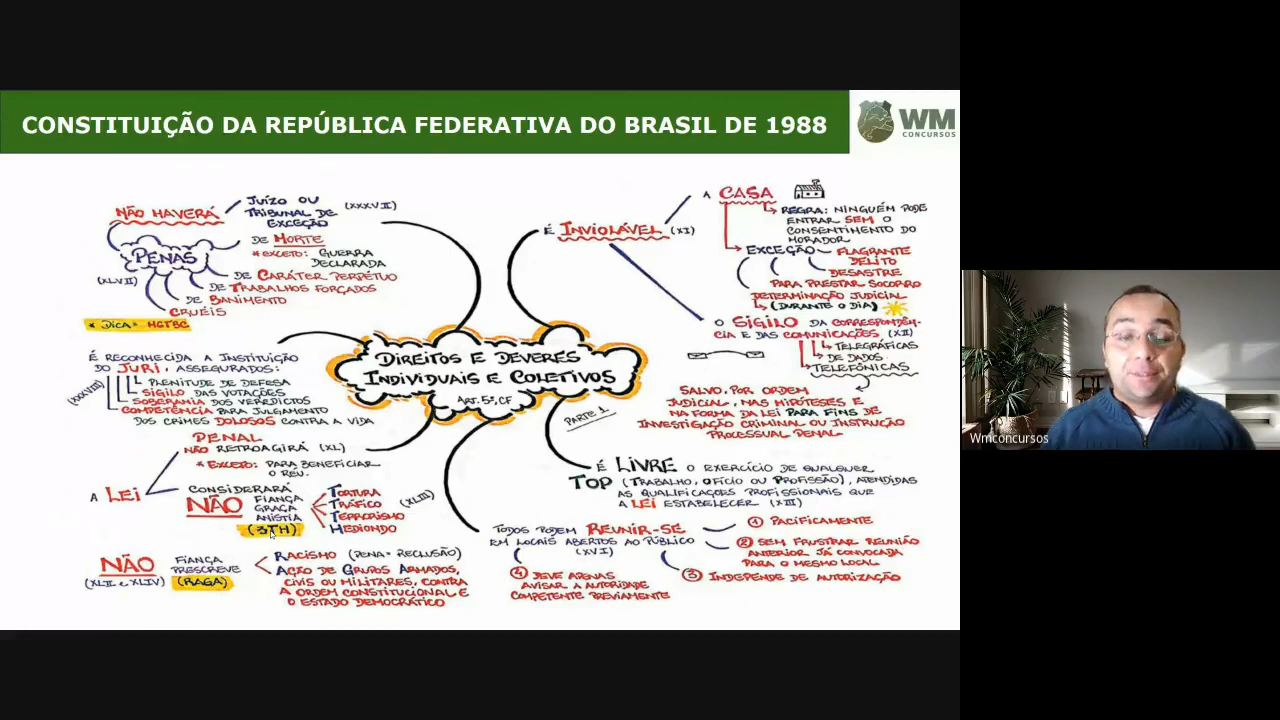 CONSTITUIÇÃO DA REPÚBLICA FEDERATIVA DO BRASIL DE 1988
WM
CONCURSOS
NÃO HAVERÁ
JUÍZO OU
TRIBUNAL DE
EXCEÇÃO
(XXXVII)
PENAS
(XLVII)
DE MORTE
* EXCETO: GUERRA
DECLARADA
DE CARÁTER PERPÉTUO
DE TRABALHOS FORÇADOS
DE BANIMENTO
CRUÉIS
* DICA= MGTBC
É RECONHECIDA A INSTITUIÇÃO
DO JURI, ASSEGURADOS:
(XXXVIII)
PLENITUDE DE DEFESA
SIGILO DAS VOTAÇÕES
SOBERANIA DOS VEREDICTOS
COMPETÊNCIA PARA JULGAMENTO
DOS CRIMES DOLOSOS CONTRA A VIDA
A LEI
PENAL
NÃO RETROAGIRÁ (XL)
* EXCETO: PARA BENEFICIAR
O REU.
CONSIDERARÁ
NÃO
FIANÇA
GRAÇA
ANISTIA
(3TH)
TORTURA
TRÁFICO
TERRORISMO
HEDIONDO
(XLIII)
NÃO
(XLII E XLIV)
FIANÇA
PRESCREVE
(RAGA)
RACISMO (PENA= RECLUSÃO)
AÇÃO DE GRUPOS ARMADOS,
CIVIS OU MILITARES, CONTRA
A ORDEM CONSTITUCIONAL E
O ESTADO DEMOCRÁTICO
DIREITOS E DEVERES
INDIVIDUAIS E COLETIVOS
ART. 5º, CF
PARTE 1
É INVIOLÁVEL (XI)
A CASA
REGRA: NINGUÉM PODE
ENTRAR SEM O
CONSENTIMENTO DO
MORADOR
EXCEÇÃO
FLAGRANTE
DELITO
DESASTRE
PARA PRESTAR SOCORRO
DETERMINAÇÃO JUDICIAL
(DURANTE O DIA)
O SIGILO DA CORRESPONDÊN-
CIA E DAS COMUNICAÇÕES (XII)
TELEGRÁFICAS
DE DADOS
TELEFÔNICAS
SALVO, POR ORDEM
JUDICIAL, NAS HIPÓTESES E
NA FORMA DA LEI PARA FINS DE
INVESTIGAÇÃO CRIMINAL OU INSTRUÇÃO
PROCESSUAL PENAL
É LIVRE O EXERCÍCIO DE QUALQUER
TOP (TRABALHO, OFÍCIO OU PROFISSÃO), ATENDIDAS
AS QUALIFICAÇÕES PROFISSIONAIS QUE
A LEI ESTABELECER (XIII)
TODOS PODEM REUNIR-SE
EM LOCAIS ABERTOS AO PÚBLICO
(XVI)
1 PACÍFICAMENTE
2 SEM FRUSTRAR REUNIÃO
ANTERIOR JÁ CONVOCADA
PARA O MESMO LOCAL
3 INDEPENDE DE AUTORIZAÇÃO
4 DEVE APENAS
AVISAR A AUTORIDADE
COMPETENTE PREVIAMENTE
Wmconcursos